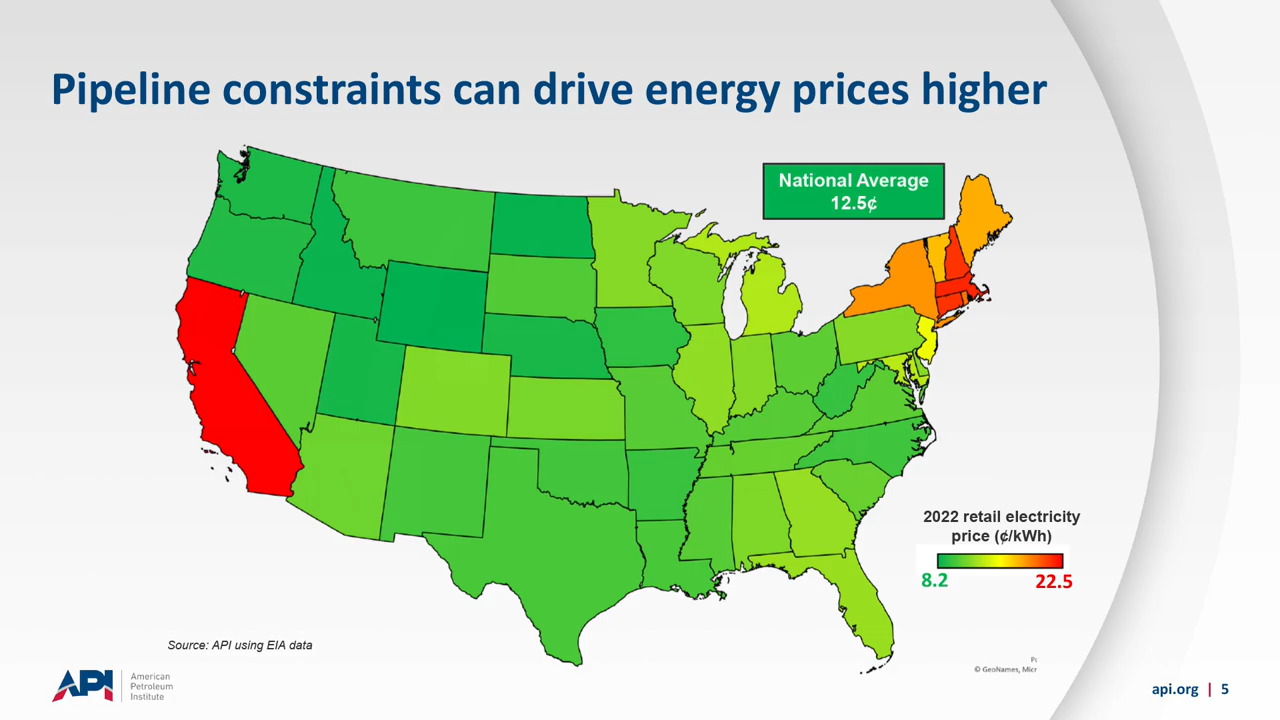 Pipeline constraints can drive energy prices higher
National Average
12.5¢
2022 retail electricity
price (¢/kWh)
8.2
22.5
Source: API using EIA data
© GeoNames, Micr
API
American
Petroleum
Institute
api.org | 5